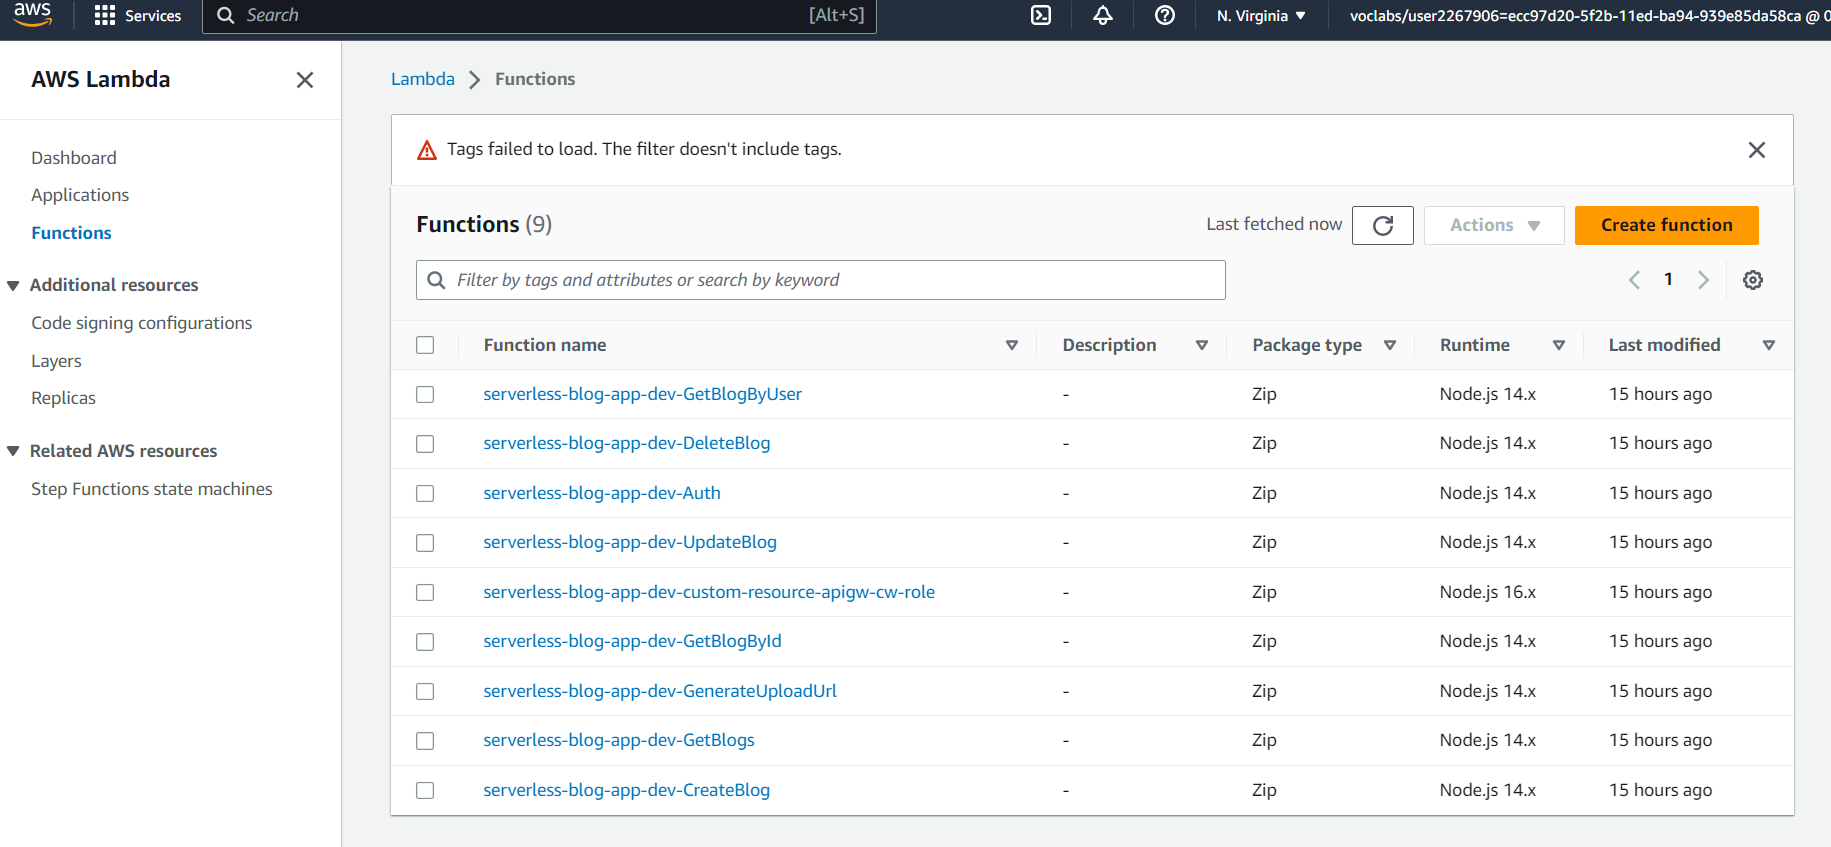 aws Services Search [Alt+S] N. Virginia voclabs/user2267906=ecc97d20-5f2b-11ed-ba94-939e85da58ca @ 0
AWS Lambda
Dashboard
Applications
Functions
Additional resources
Code signing configurations
Layers
Replicas
Related AWS resources
Step Functions state machines
Lambda Functions
Tags failed to load. The filter doesn't include tags.
Functions (9) Last fetched now Actions Create function
Filter by tags and attributes or search by keyword 1
Function name Description Package type Runtime Last modified
serverless-blog-app-dev-GetBlogByUser - Zip Node.js 14.x 15 hours ago
serverless-blog-app-dev-DeleteBlog - Zip Node.js 14.x 15 hours ago
serverless-blog-app-dev-Auth - Zip Node.js 14.x 15 hours ago
serverless-blog-app-dev-UpdateBlog - Zip Node.js 14.x 15 hours ago
serverless-blog-app-dev-custom-resource-apigw-cw-role - Zip Node.js 16.x 15 hours ago
serverless-blog-app-dev-GetBlogById - Zip Node.js 14.x 15 hours ago
serverless-blog-app-dev-GenerateUploadUrl - Zip Node.js 14.x 15 hours ago
serverless-blog-app-dev-GetBlogs - Zip Node.js 14.x 15 hours ago
serverless-blog-app-dev-CreateBlog - Zip Node.js 14.x 15 hours ago